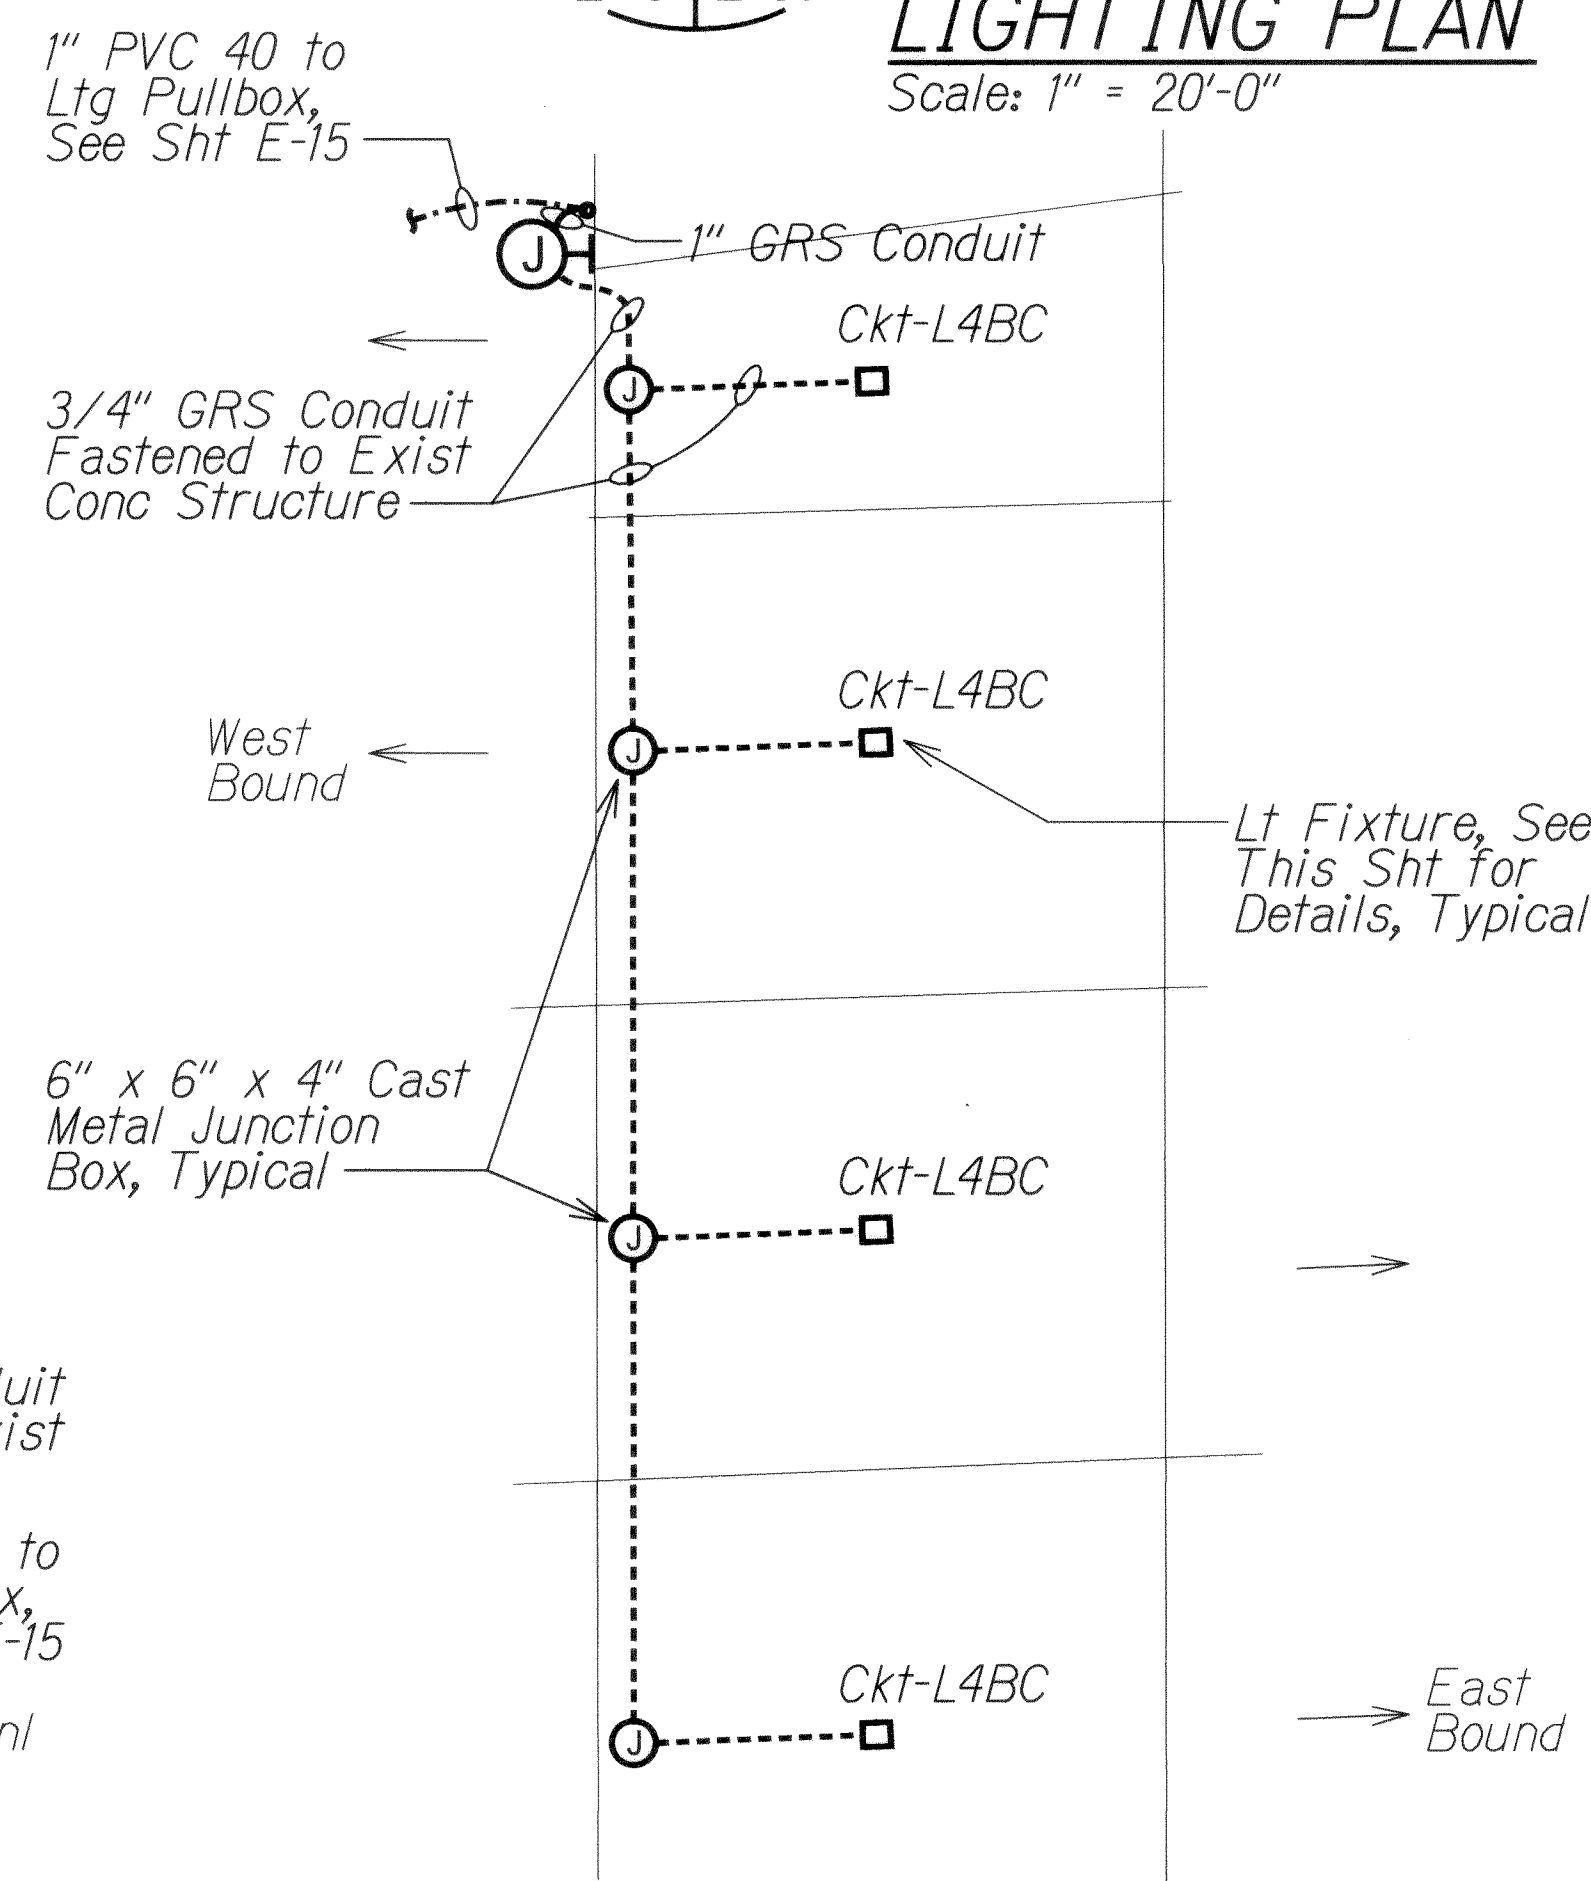 LIGHTING PLAN
Scale: 1" = 20'-0"
1" PVC 40 to
Ltg Pullbox,
See Sht E-15
J
1" GRS Conduit
Ckt-L4BC
J
3/4" GRS Conduit
Fastened to Exist
Conc Structure
Ckt-L4BC
West
Bound
J
Lt Fixture, See
This Sht for
Details, Typical
6" x 6" x 4" Cast
Metal Junction
Box, Typical
Ckt-L4BC
J
uit
ist
to
x,
-15
Ckt-L4BC
East
Bound
nl
J